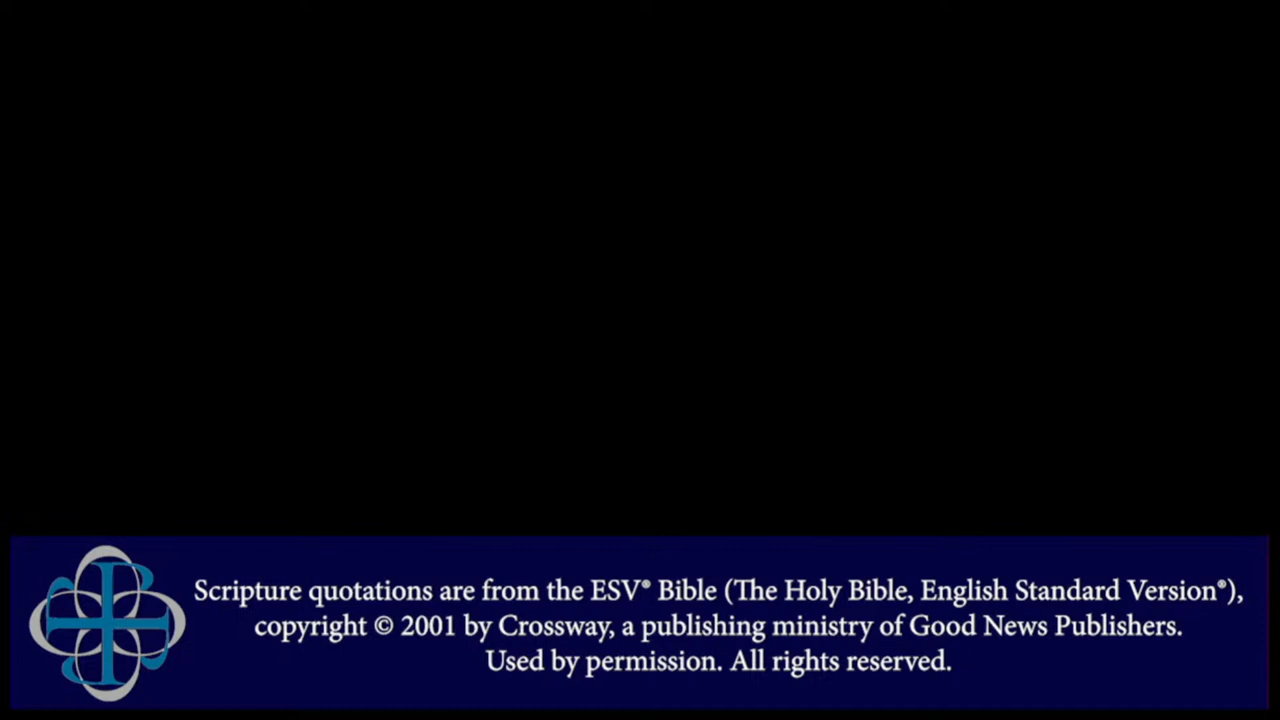 Scripture quotations are from the ESV® Bible (The Holy Bible, English Standard Version®),
copyright © 2001 by Crossway, a publishing ministry of Good News Publishers.
Used by permission. All rights reserved.